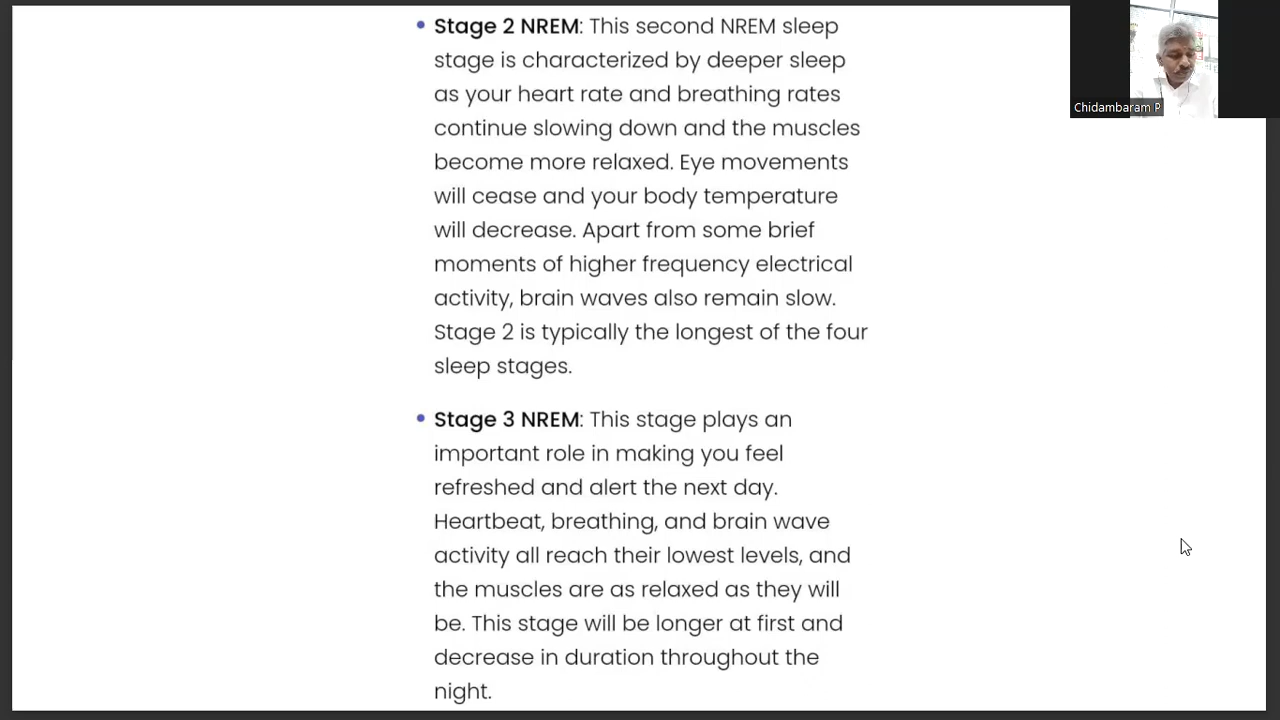 Stage 2 NREM: This second NREM sleep
stage is characterized by deeper sleep
as your heart rate and breathing rates
continue slowing down and the muscles
become more relaxed. Eye movements
will cease and your body temperature
will decrease. Apart from some brief
moments of higher frequency electrical
activity, brain waves also remain slow.
Stage 2 is typically the longest of the four
sleep stages.
Stage 3 NREM: This stage plays an
important role in making you feel
refreshed and alert the next day.
Heartbeat, breathing, and brain wave
activity all reach their lowest levels, and
the muscles are as relaxed as they will
be. This stage will be longer at first and
decrease in duration throughout the
night.
Chidambaram P